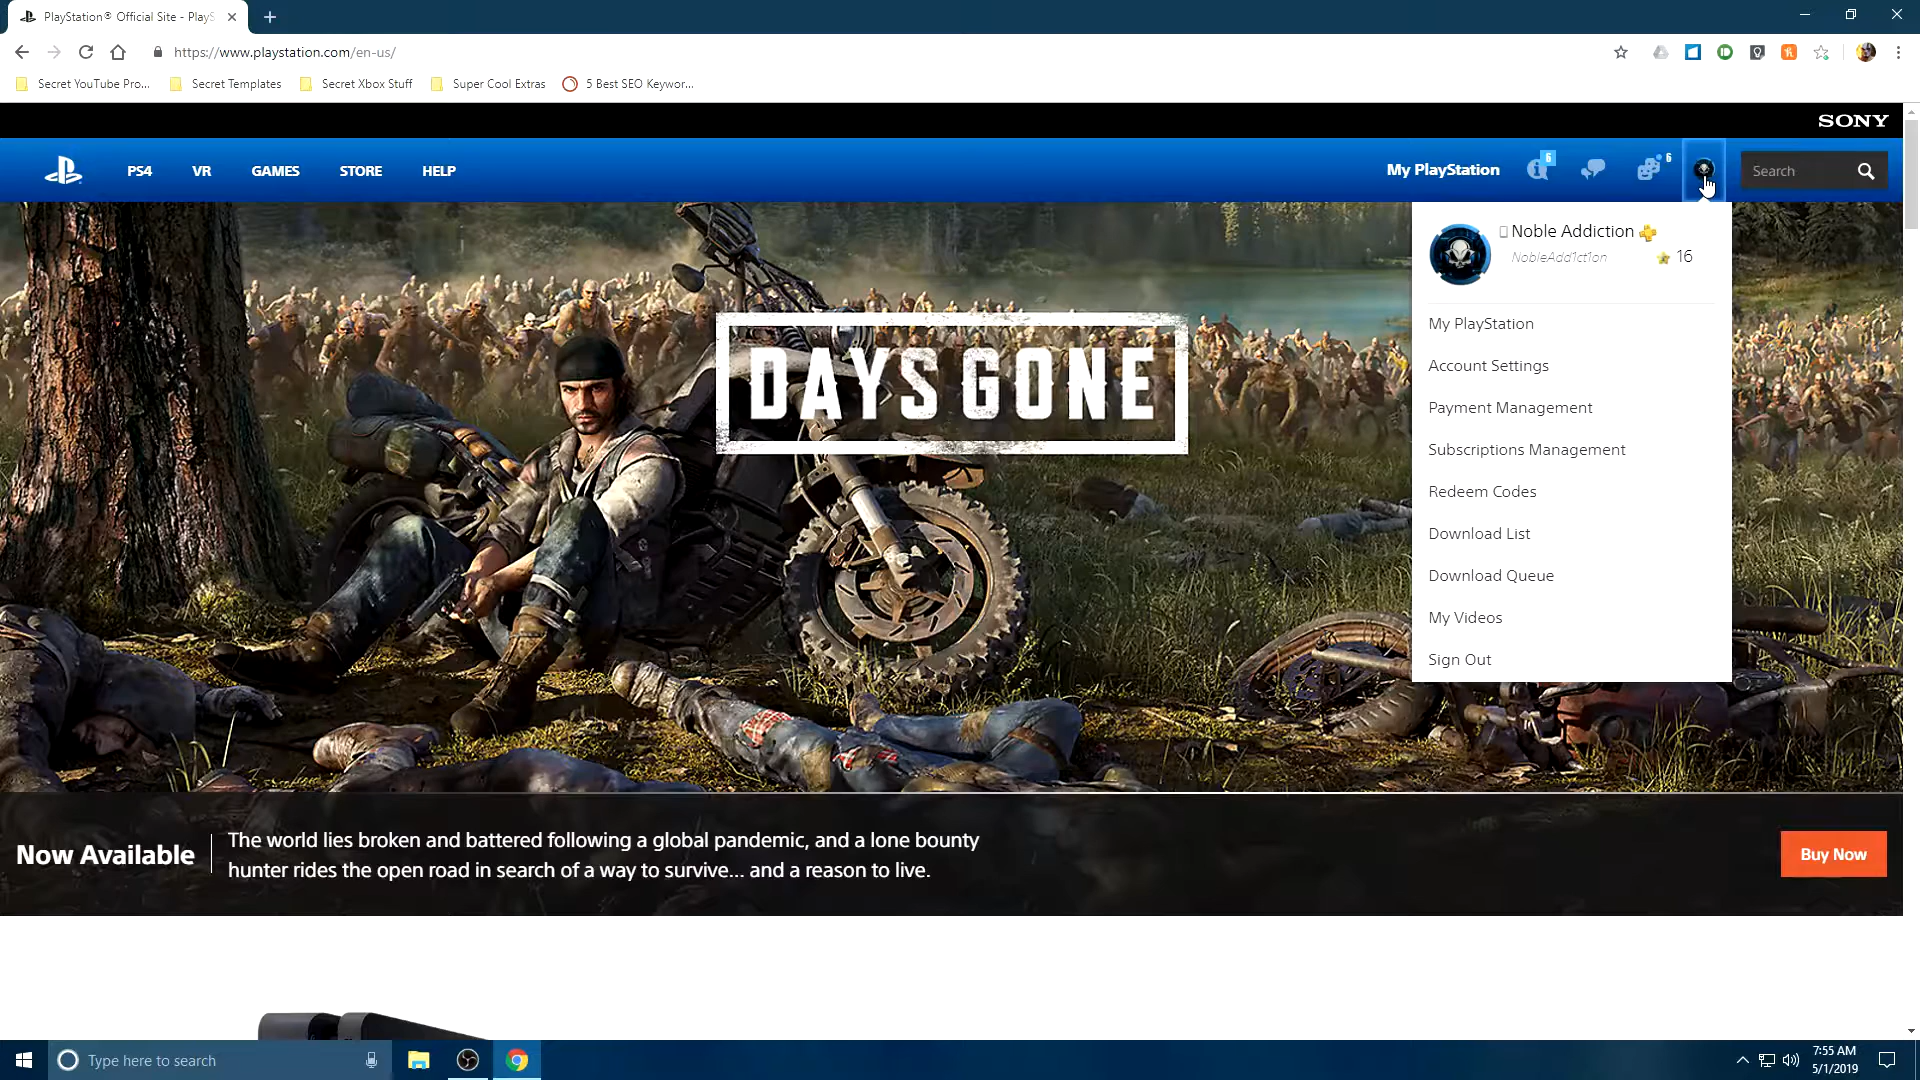 PlayStation® Official Site - PlayS
https://www.playstation.com/en-us/
Secret YouTube Pro...
Secret Templates
Secret Xbox Stuff
Super Cool Extras
5 Best SEO Keywor...
SONY
PS4
VR
GAMES
STORE
HELP
My PlayStation
6
6
Search
Noble Addiction
NobleAdd1ct1on
16
My PlayStation
Account Settings
Payment Management
Subscriptions Management
Redeem Codes
Download List
Download Queue
My Videos
Sign Out
DAYS GONE
Now Available
The world lies broken and battered following a global pandemic, and a lone bounty
hunter rides the open road in search of a way to survive... and a reason to live.
Buy Now
Type here to search
7:55 AM
5/1/2019